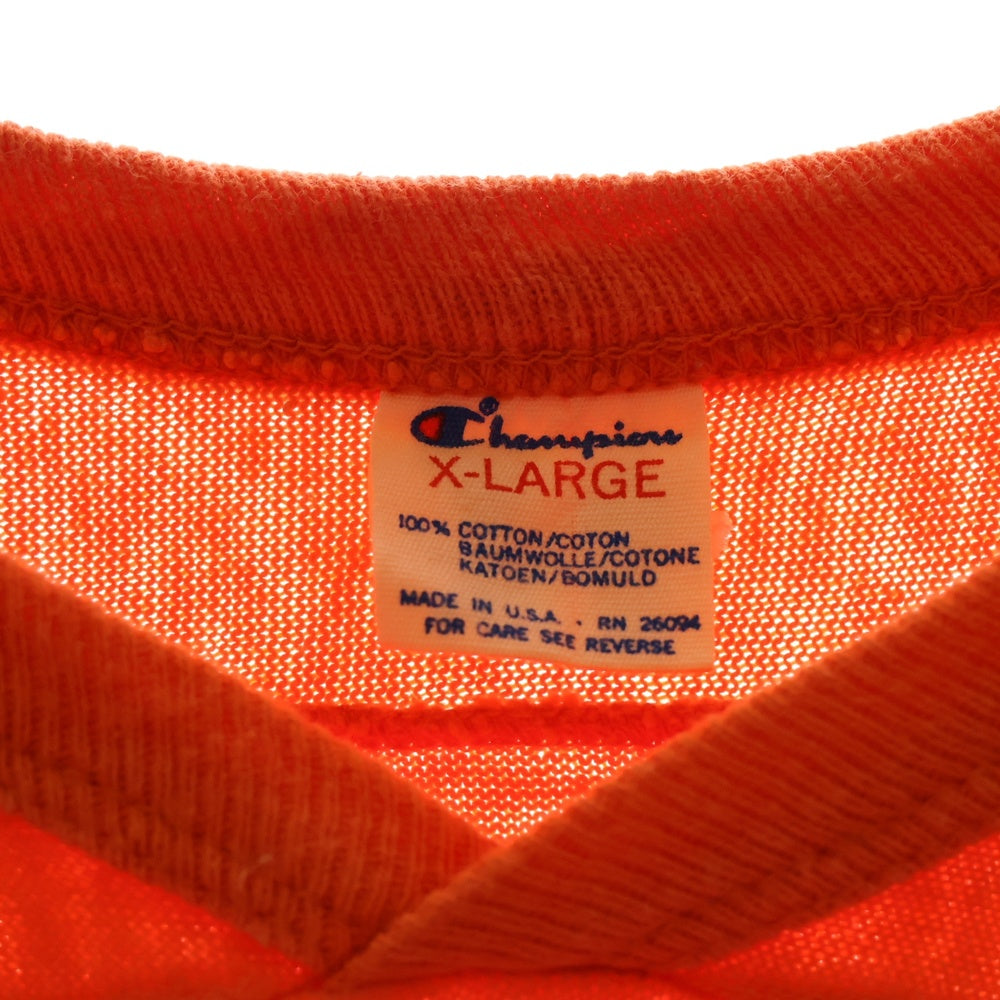 Champion®
X-LARGE
100% COTTON/COTON
BAUMWOLLE/COTONE
KATOEN/BOMULD
MADE IN U.S.A. . RN 26094
FOR CARE SEE REVERSE